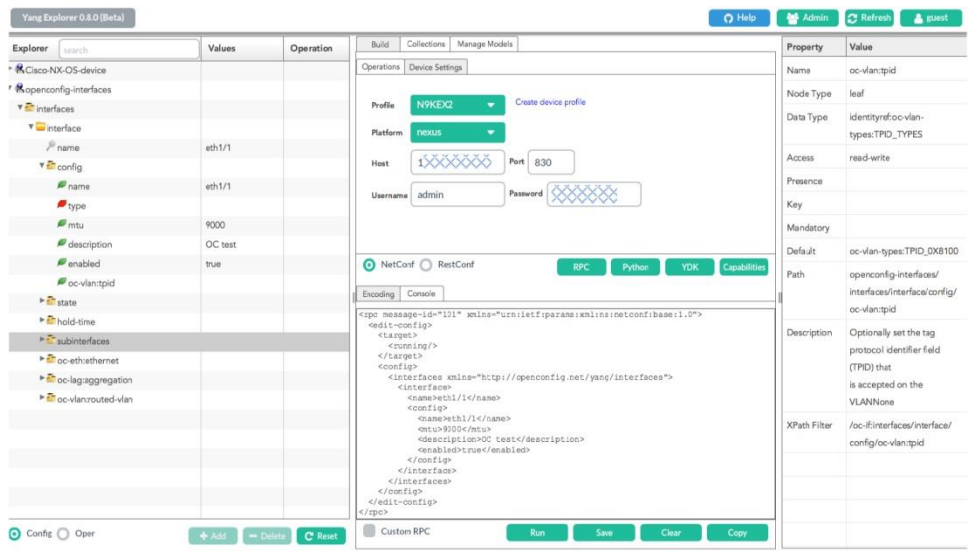 Yang Explorer 0.8.0 (Beta)
Help
Admin
Refresh
guest
Explorer
search
Values
Operation
Cisco-NX-OS-device
openconfig-interfaces
interfaces
interface
name
eth1/1
config
name
eth1/1
type
mtu
9000
description
OC test
enabled
true
oc-vlan:tpid
state
hold-time
subinterfaces
oc-eth:ethernet
oc-lag:aggregation
oc-vlan:routed-vlan
Config
Oper
Add
Delete
Reset
Build
Collections
Manage Models
Operations
Device Settings
Profile
N9KEX2
Create device profile
Platform
nexus
Host
1
Port
830
Username
admin
Password
NetConf
RestConf
RPC
Python
YDK
Capabilities
Encoding
Console
<rpc message-id="101" xmlns="urn:ietf:params:xml:ns:netconf:base:1.0">
<edit-config>
<target>
<running/>
</target>
<config>
<interfaces xmlns="http://openconfig.net/yang/interfaces">
<interface>
<name>eth1/1</name>
<config>
<name>eth1/1</name>
<mtu>9000</mtu>
<description>OC test</description>
<enabled>true</enabled>
</config>
</interface>
</interfaces>
</config>
</edit-config>
</rpc>
Custom RPC
Run
Save
Clear
Copy
Property
Value
Name
oc-vlan:tpid
Node Type
leaf
Data Type
identityref:oc-vlan-
types:TPID_TYPES
Access
read-write
Presence
Key
Mandatory
Default
oc-vlan-types:TPID_0X8100
Path
openconfig-interfaces/
interfaces/interface/config/
oc-vlan:tpid
Description
Optionally set the tag
protocol identifier field
(TPID) that
is accepted on the
VLANNone
XPath Filter
/oc-if:interfaces/interface/
config/oc-vlan:tpid